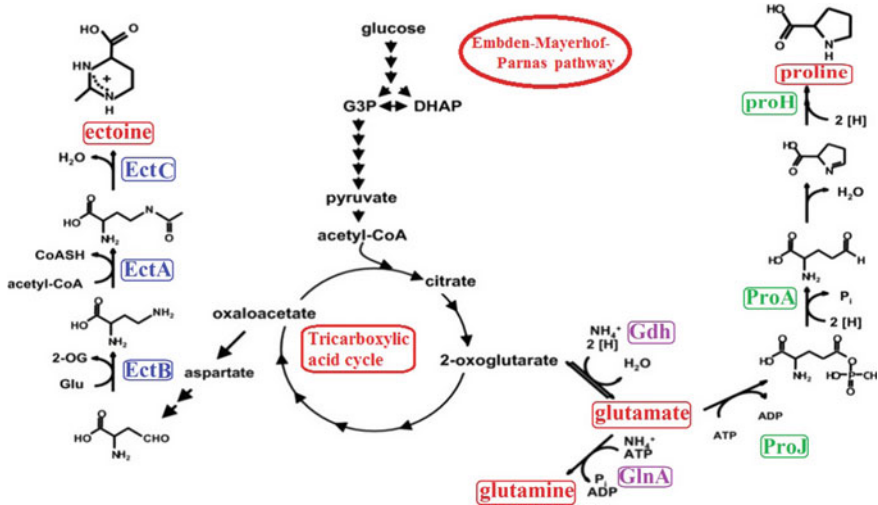 glucose
Embden-Mayerhof-
Parnas pathway
G3P
DHAP
pyruvate
acetyl-CoA
citrate
oxaloacetate
Tricarboxylic
acid cycle
2-oxoglutarate
aspartate
HO
O
HN
+
N
H
ectoine
H₂O
EctC
O
HO
NH₂
N
O
CoASH
acetyl-CoA
EctA
O
HO
NH₂
NH₂
2-OG
Glu
EctB
O
HO
NH₂
CHO
NH₄⁺
2 [H]
Gdh
H₂O
glutamate
NH₄⁺
ATP
Pi
ADP
GlnA
glutamine
ATP
ADP
ProJ
HO
O
NH₂
O
O
HO
P
O
OH
ProA
Pi
2 [H]
O
HO
NH₂
O
H
H₂O
HO
O
N
proH
2 [H]
proline
HO
O
N
H